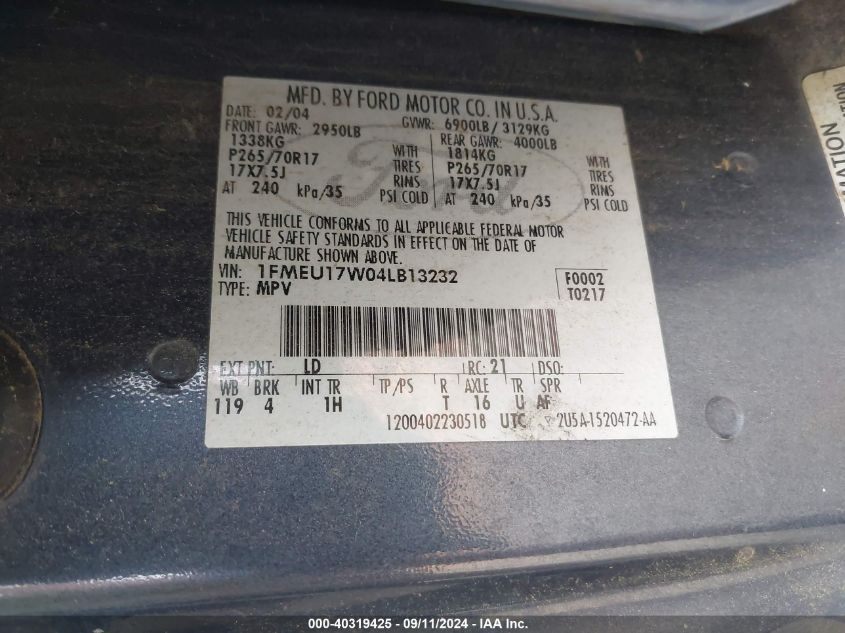 MFD. BY FORD MOTOR CO. IN U.S.A.
DATE: 02/04 GVWR: 6900LB/ 3129KG
FRONT GAWR: 2950LB REAR GAWR: 4000LB
1338KG WITH 1814KG WITH
P265/70R17 TIRES P265/70R17 TIRES
17X7.5J RIMS 17X7.5J RIMS
AT 240 kPa/35 PSI COLD AT 240 kPa/35 PSI COLD
Ford
THIS VEHICLE CONFORMS TO ALL APPLICABLE FEDERAL MOTOR
VEHICLE SAFETY STANDARDS IN EFFECT ON THE DATE OF
MANUFACTURE SHOWN ABOVE.
VIN: 1FMEU17W04LB13232 F0002
TYPE: MPV T0217
EXT PNT: LD RC: 21 DSO:
WB BRK INT TR TP/PS R AXLE TR SPR
119 4 1H T 16 U AF
1200402230518 UTC 2U5A-1520472-AA
MATION
000-40319425 - 09/11/2024 - IAA Inc.